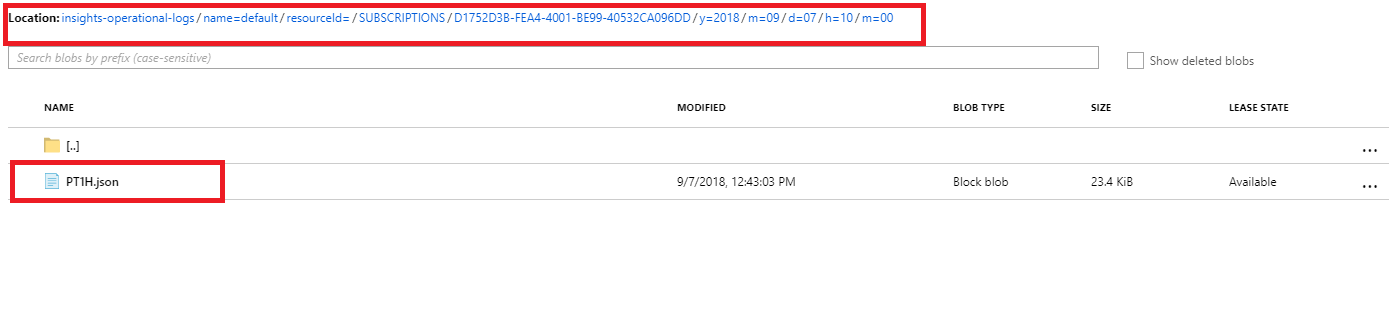 Location: insights-operational-logs / name=default / resourceId= / SUBSCRIPTIONS / D1752D3B-FEA4-4001-BE99-40532CA096DD / y=2018 / m=09 / d=07 / h=10 / m=00
Search blobs by prefix (case-sensitive) Show deleted blobs
NAME MODIFIED BLOB TYPE SIZE LEASE STATE
[..] ...
PT1H.json 9/7/2018, 12:43:03 PM Block blob 23.4 KiB Available ...